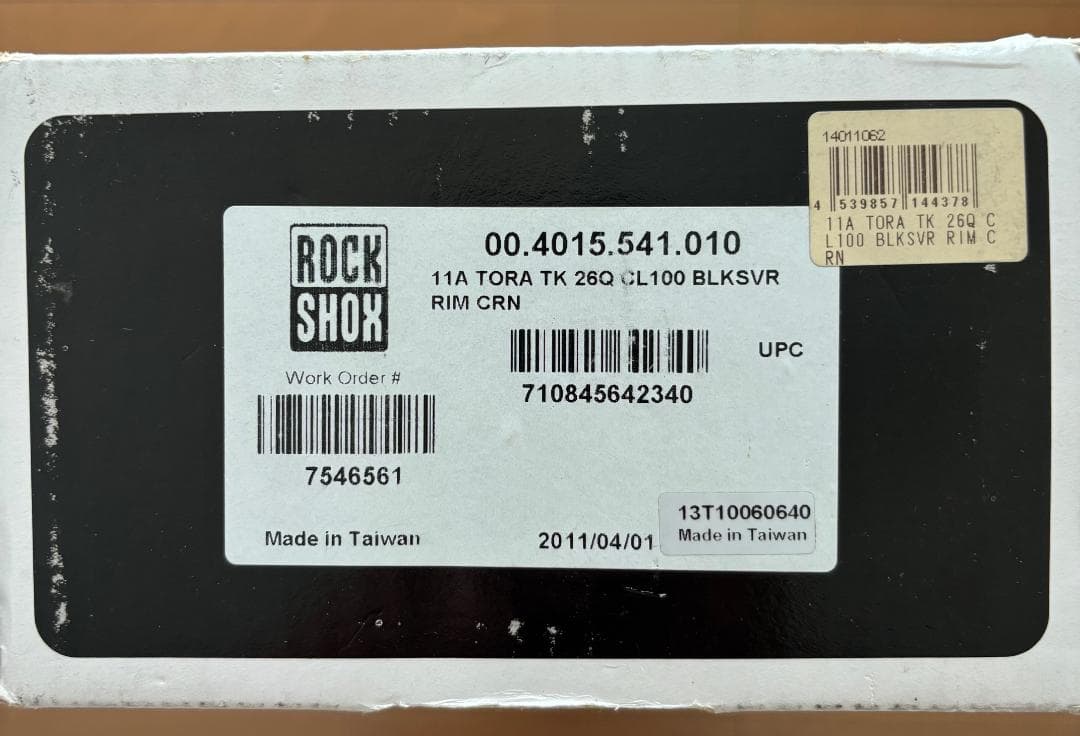 14011062
4 539857 144378
11A TORA TK 26Q C
L100 BLKSVR RIM C
RN
ROCK
SHOX
00.4015.541.010
11A TORA TK 26Q CL100 BLKSVR
RIM CRN
UPC
710845642340
Work Order #
7546561
13T10060640
Made in Taiwan
Made in Taiwan
2011/04/01